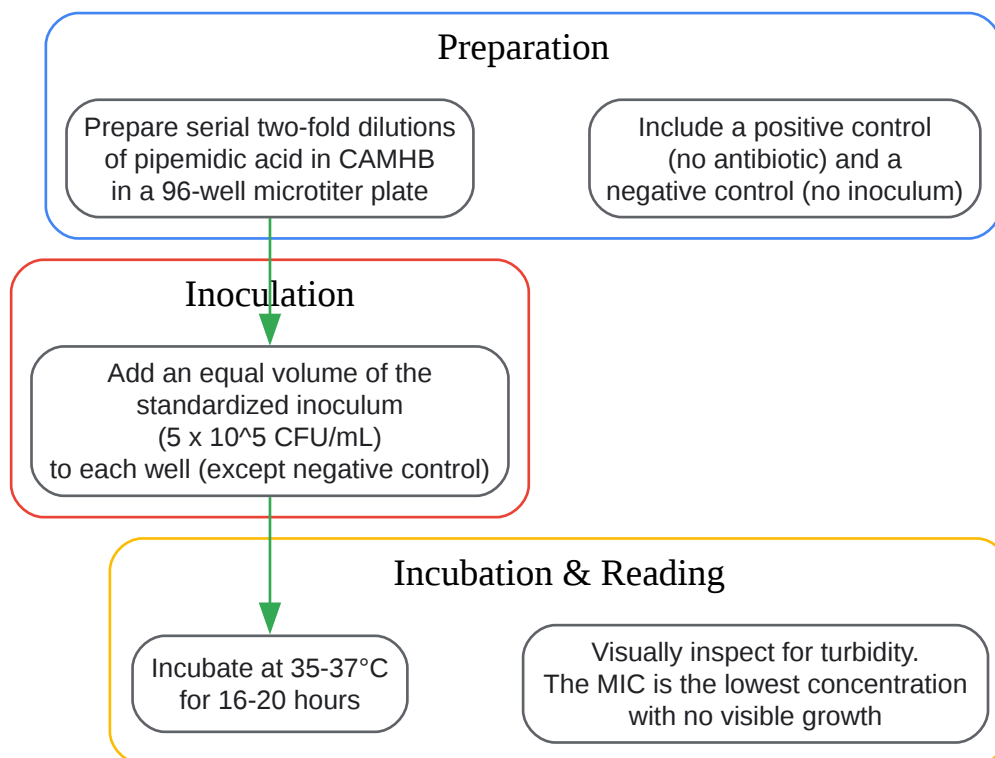 Preparation
Prepare serial two-fold dilutions
of pipemidic acid in CAMHB
in a 96-well microtiter plate
Include a positive control
(no antibiotic) and a
negative control (no inoculum)
Inoculation
Add an equal volume of the
standardized inoculum
(5 x 10^5 CFU/mL)
to each well (except negative control)
Incubation & Reading
Incubate at 35-37°C
for 16-20 hours
Visually inspect for turbidity.
The MIC is the lowest concentration
with no visible growth